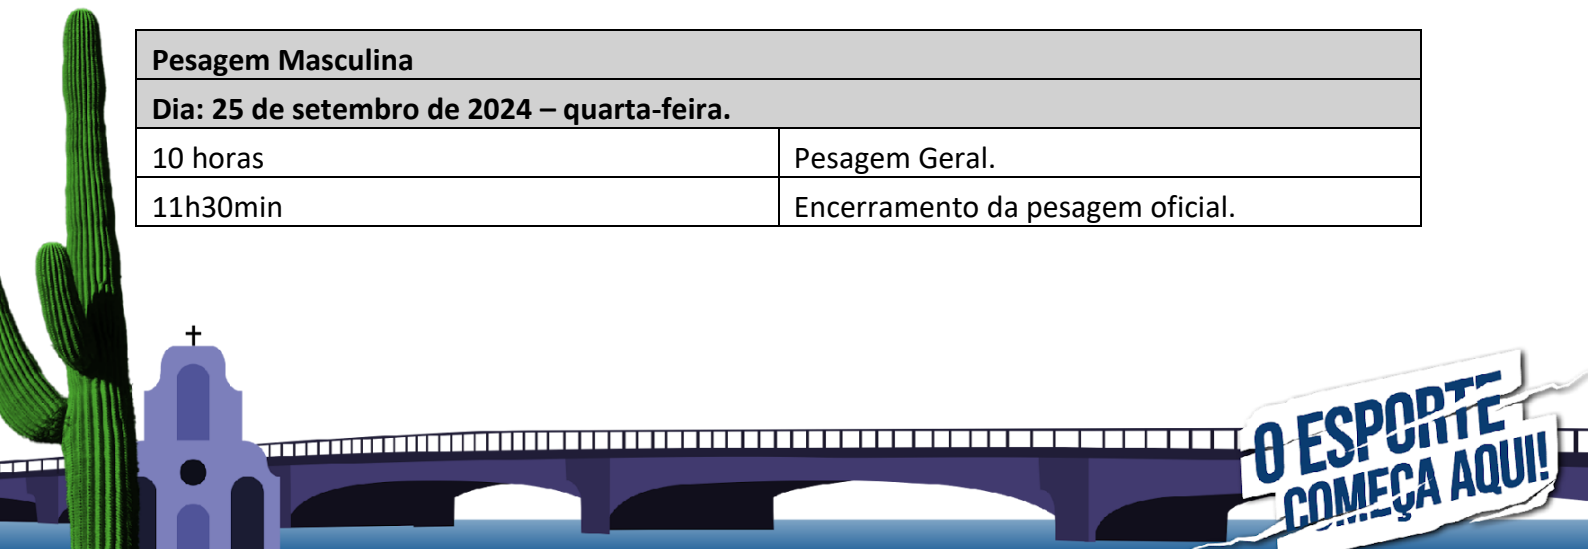 Pesagem Masculina
Dia: 25 de setembro de 2024 – quarta-feira.
10 horas Pesagem Geral.
11h30min Encerramento da pesagem oficial.
O ESPORTE
COMEÇA AQUI!